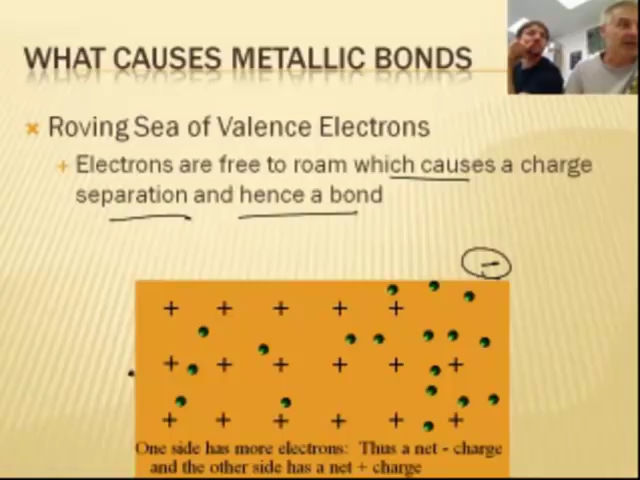 WHAT CAUSES METALLIC BONDS
Roving Sea of Valence Electrons
Electrons are free to roam which causes a charge
separation and hence a bond
−
+ + + + +
+ + + + + +
+ + + + + +
One side has more electrons: Thus a net - charge
and the other side has a net + charge